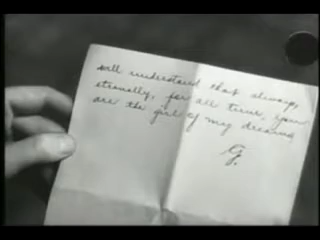 will understand that always,
eternally, for all time, you
are the girl of my dreams
G.